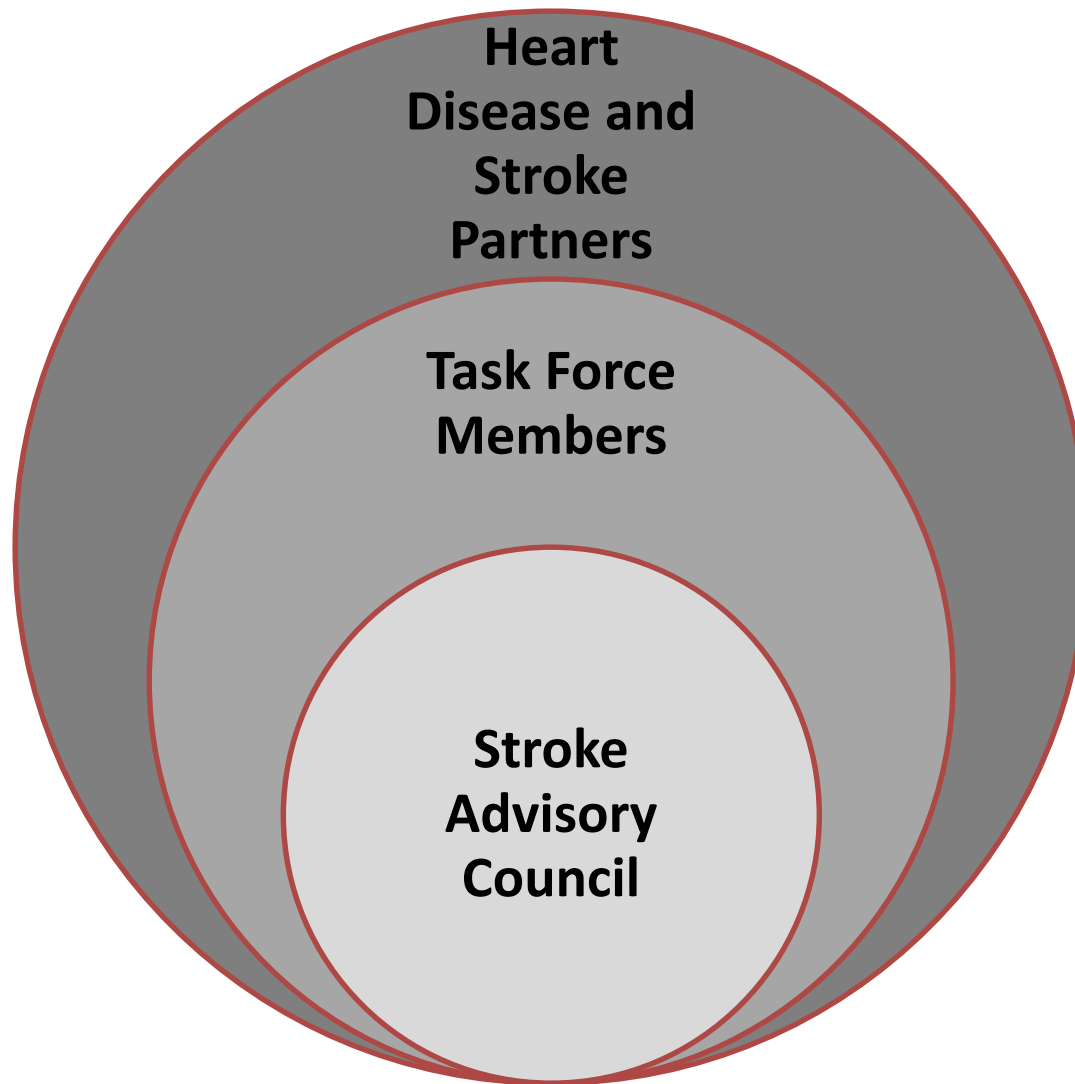 Heart
Disease and
Stroke
Partners
Task Force
Members
Stroke
Advisory
Council